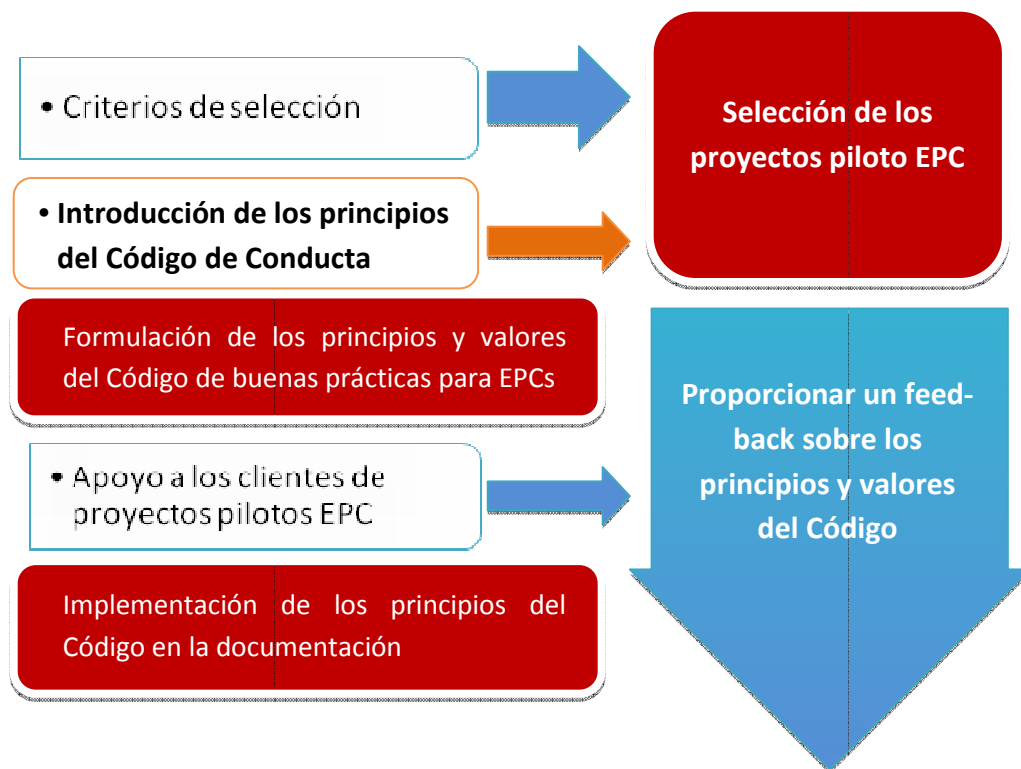 • Criterios de selección
Selección de los
proyectos piloto EPC
• Introducción de los principios
del Código de Conducta
Formulación de los principios y valores
del Código de buenas prácticas para EPCs
Proporcionar un feed-
back sobre los
principios y valores
del Código
• Apoyo a los clientes de
proyectos pilotos EPC
Implementación de los principios del
Código en la documentación